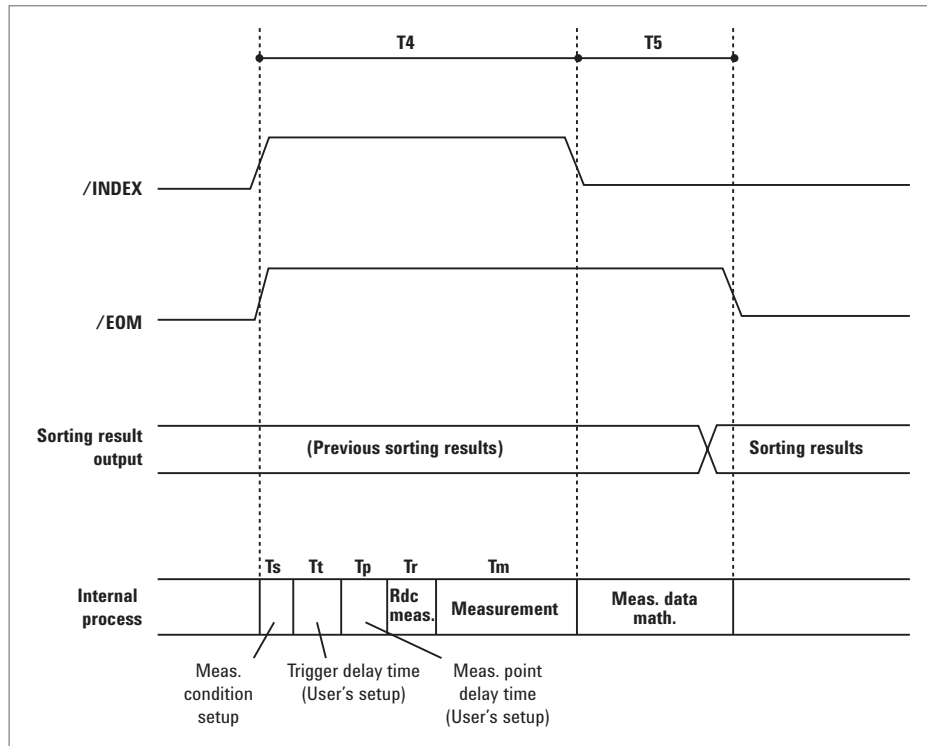 T4 T5
/INDEX
/EOM
Sorting result
output
(Previous sorting results) Sorting results
Ts Tt Tp Tr Tm
Internal
process
Rdc
meas.
Measurement
Meas. data
math.
Meas.
condition
setup
Trigger delay time
(User's setup)
Meas. point
delay time
(User's setup)